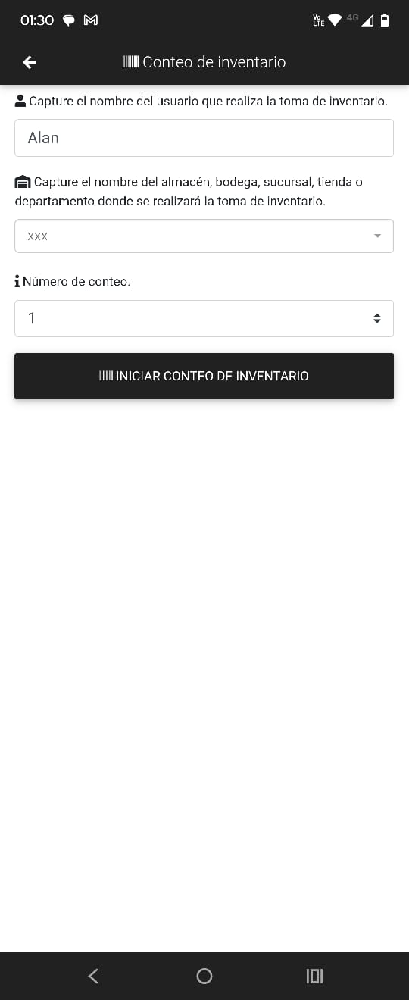 01:30
Vo LTE 4G
Conteo de inventario
Capture el nombre del usuario que realiza la toma de inventario.
Alan
Capture el nombre del almacén, bodega, sucursal, tienda o
departamento donde se realizará la toma de inventario.
xxx
Número de conteo.
1
INICIAR CONTEO DE INVENTARIO